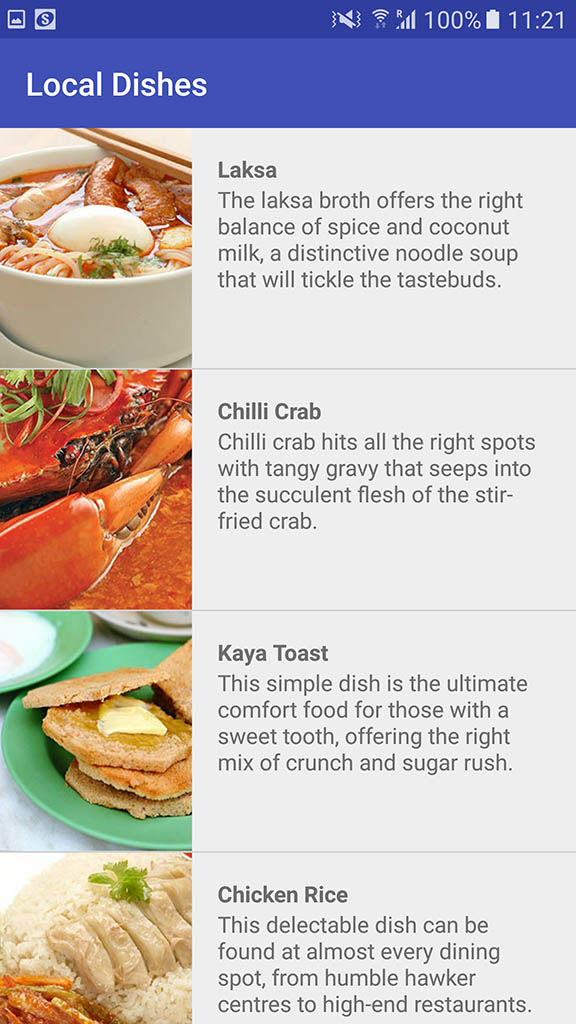 100% 11:21
Local Dishes
Laksa
The laksa broth offers the right
balance of spice and coconut
milk, a distinctive noodle soup
that will tickle the tastebuds.
Chilli Crab
Chilli crab hits all the right spots
with tangy gravy that seeps into
the succulent flesh of the stir-
fried crab.
Kaya Toast
This simple dish is the ultimate
comfort food for those with a
sweet tooth, offering the right
mix of crunch and sugar rush.
Chicken Rice
This delectable dish can be
found at almost every dining
spot, from humble hawker
centres to high-end restaurants.